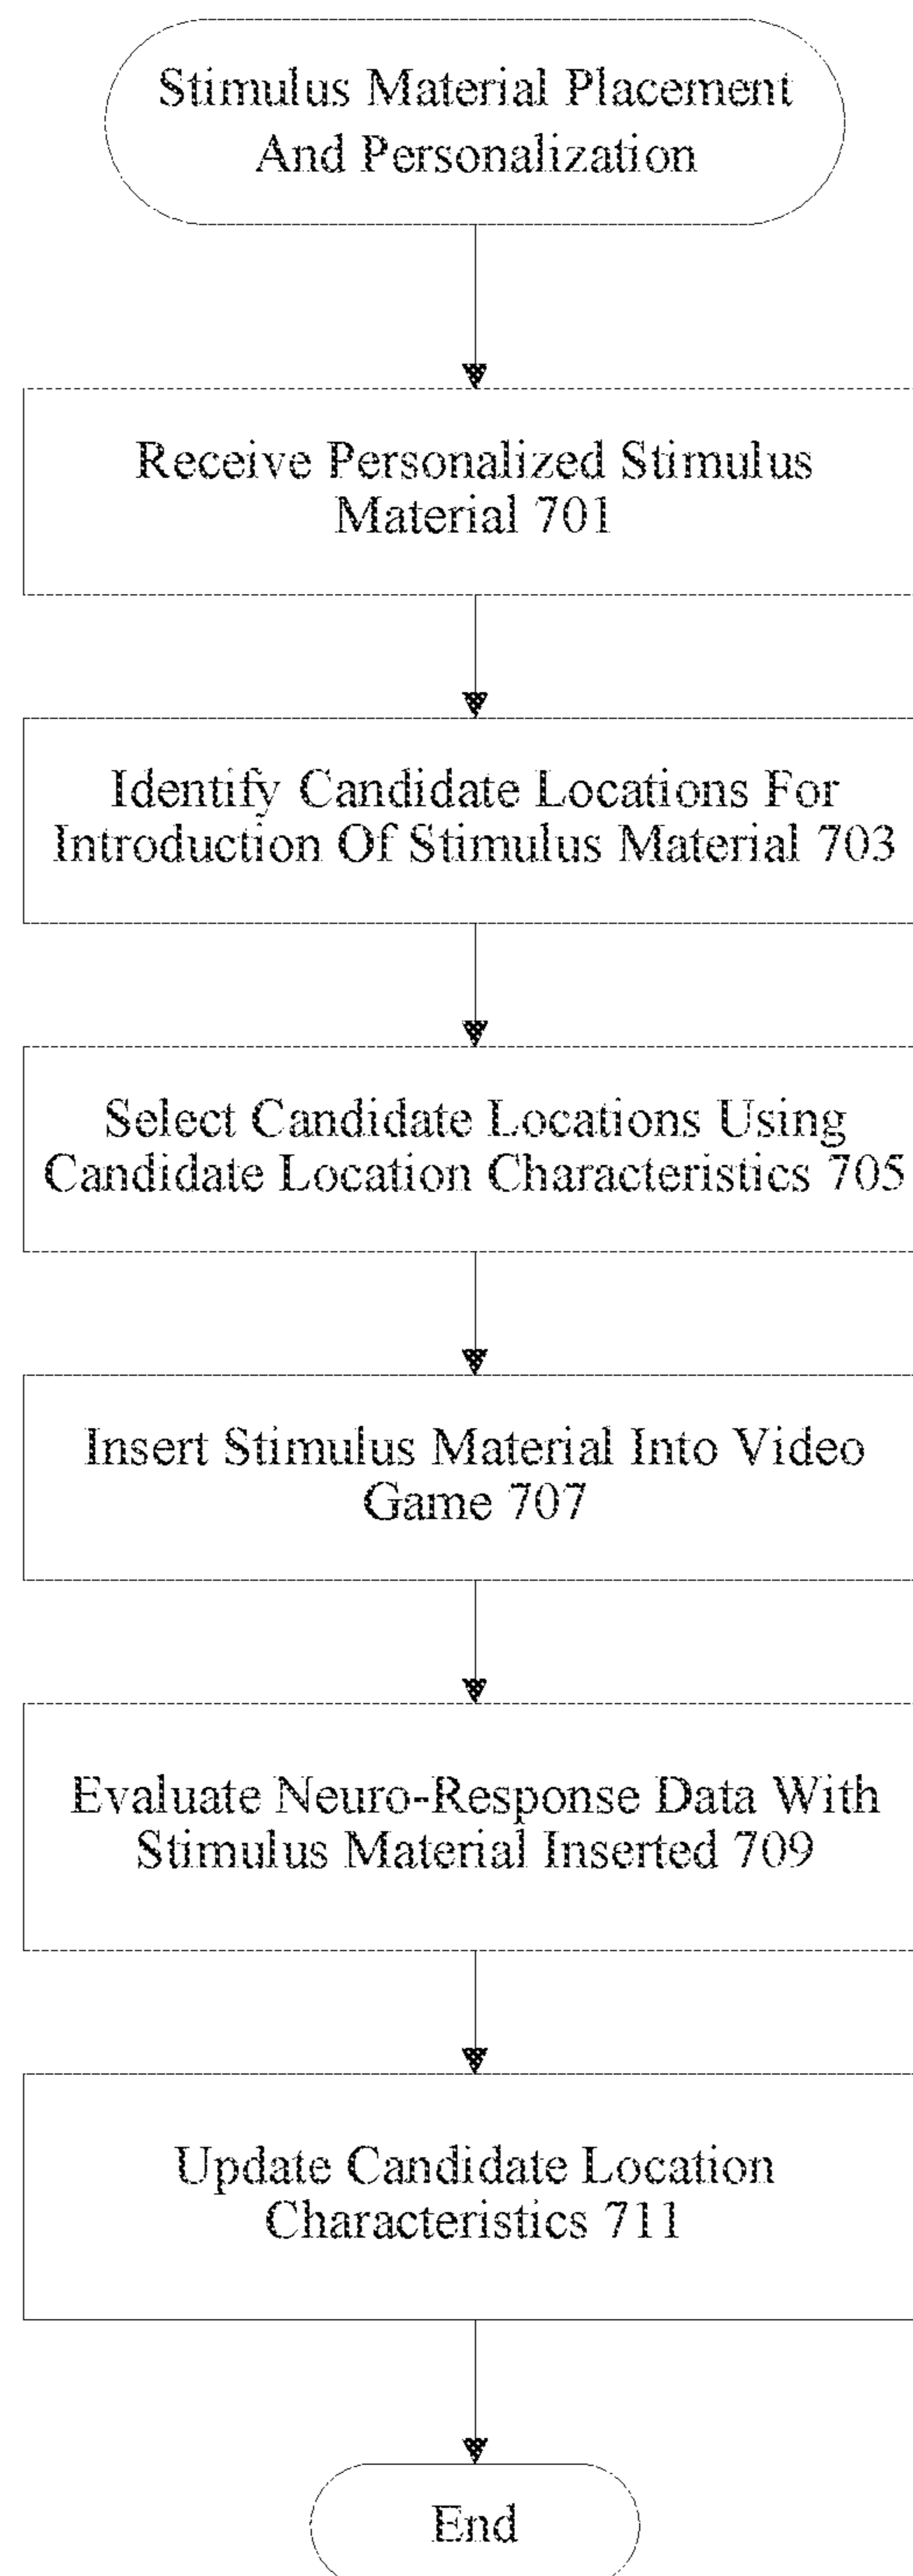 Stimulus Material Placement
And Personalization
Receive Personalized Stimulus
Material 701
Identify Candidate Locations For
Introduction Of Stimulus Material 703
Select Candidate Locations Using
Candidate Location Characteristics 705
Insert Stimulus Material Into Video
Game 707
Evaluate Neuro-Response Data With
Stimulus Material Inserted 709
Update Candidate Location
Characteristics 711
End